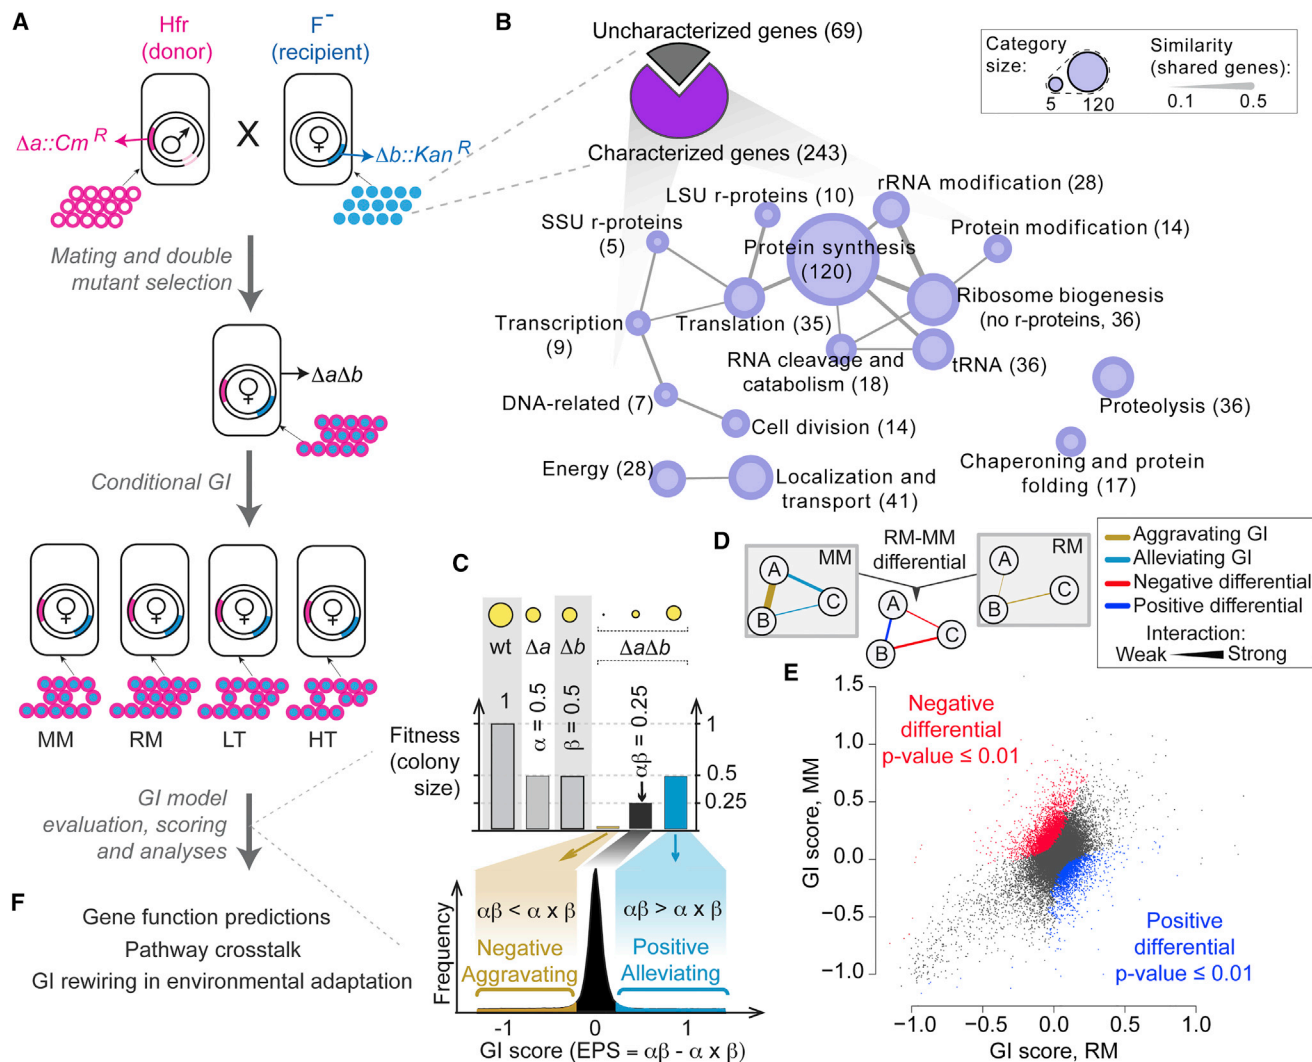 A
Hfr
(donor)
F⁻
(recipient)
Δa::Cm R
X
Δb::Kan R
Mating and double
mutant selection
ΔaΔb
Conditional GI
MM
RM
LT
HT
GI model
evaluation, scoring
and analyses
F
Gene function predictions
Pathway crosstalk
GI rewiring in environmental adaptation
B
Uncharacterized genes (69)
Characterized genes (243)
Category
size:
5
120
Similarity
(shared genes):
0.1
0.5
LSU r-proteins (10)
rRNA modification (28)
SSU r-proteins
(5)
Protein synthesis
(120)
Protein modification (14)
Transcription
(9)
Translation (35)
Ribosome biogenesis
(no r-proteins, 36)
RNA cleavage and
catabolism (18)
tRNA (36)
DNA-related (7)
Cell division (14)
Proteolysis (36)
Energy (28)
Localization and
transport (41)
Chaperoning and protein
folding (17)
C
wt
Δa
Δb
ΔaΔb
1
α = 0.5
β = 0.5
αβ = 0.25
Fitness
(colony
size)
1
0.5
0.25
αβ < α x β
αβ > α x β
Negative
Aggravating
Positive
Alleviating
Frequency
-1
0
1
GI score (EPS = αβ - α x β)
D
MM
A
B
C
RM-MM
differential
A
B
C
RM
A
B
C
Aggravating GI
Alleviating GI
Negative differential
Positive differential
Interaction:
Weak
Strong
E
Negative
differential
p-value ≤ 0.01
Positive
differential
p-value ≤ 0.01
GI score, MM
1.5
1.0
0.5
0.0
−0.5
−1.0
−1.0
−0.5
0.0
0.5
1.0
GI score, RM